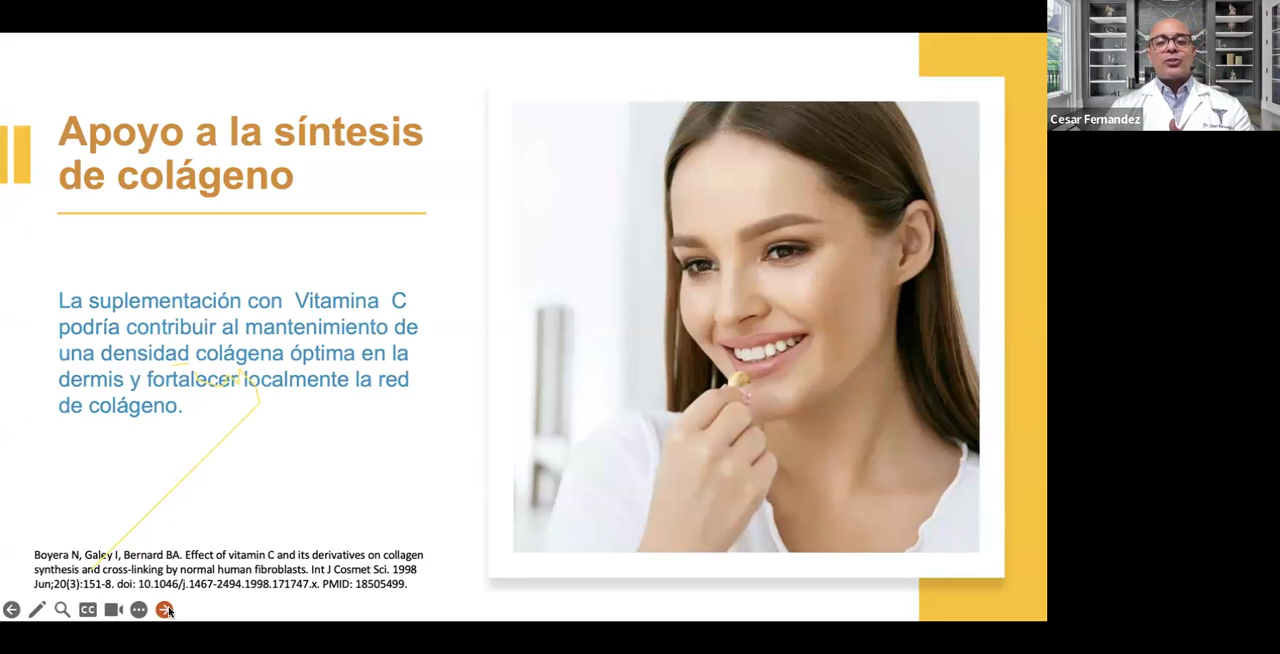 Apoyo a la síntesis
de colágeno
La suplementación con Vitamina C
podría contribuir al mantenimiento de
una densidad colágena óptima en la
dermis y fortalecer localmente la red
de colágeno.
Boyera N, Galey I, Bernard BA. Effect of vitamin C and its derivatives on collagen
synthesis and cross-linking by normal human fibroblasts. Int J Cosmet Sci. 1998
Jun;20(3):151-8. doi: 10.1046/j.1467-2494.1998.171747.x. PMID: 18505499.
CC
Cesar Fernandez